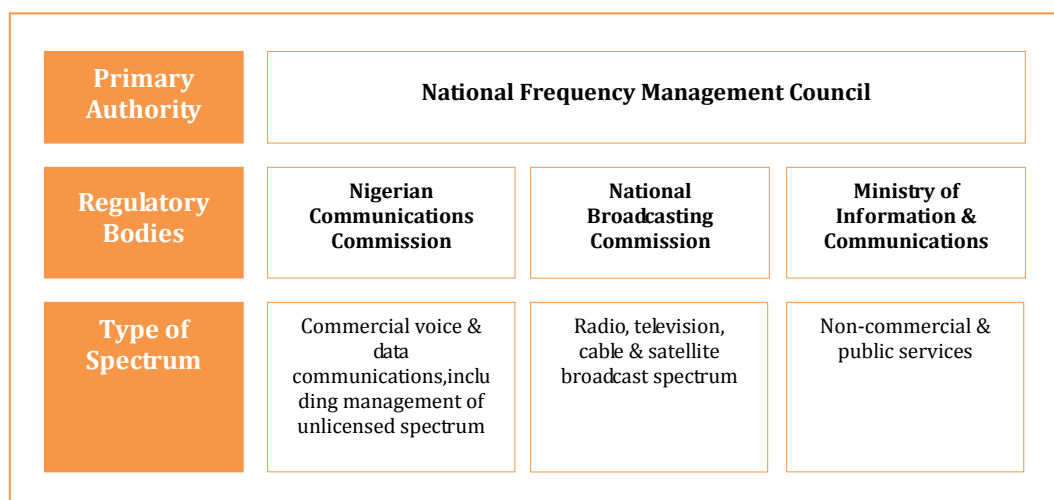 Primary
Authority
National Frequency Management Council
Regulatory
Bodies
Nigerian
Communications
Commission
National
Broadcasting
Commission
Ministry of
Information &
Communications
Type of
Spectrum
Commercial voice &
data
communications,inclu
ding management of
unlicensed spectrum
Radio, television,
cable & satellite
broadcast spectrum
Non-commercial &
public services